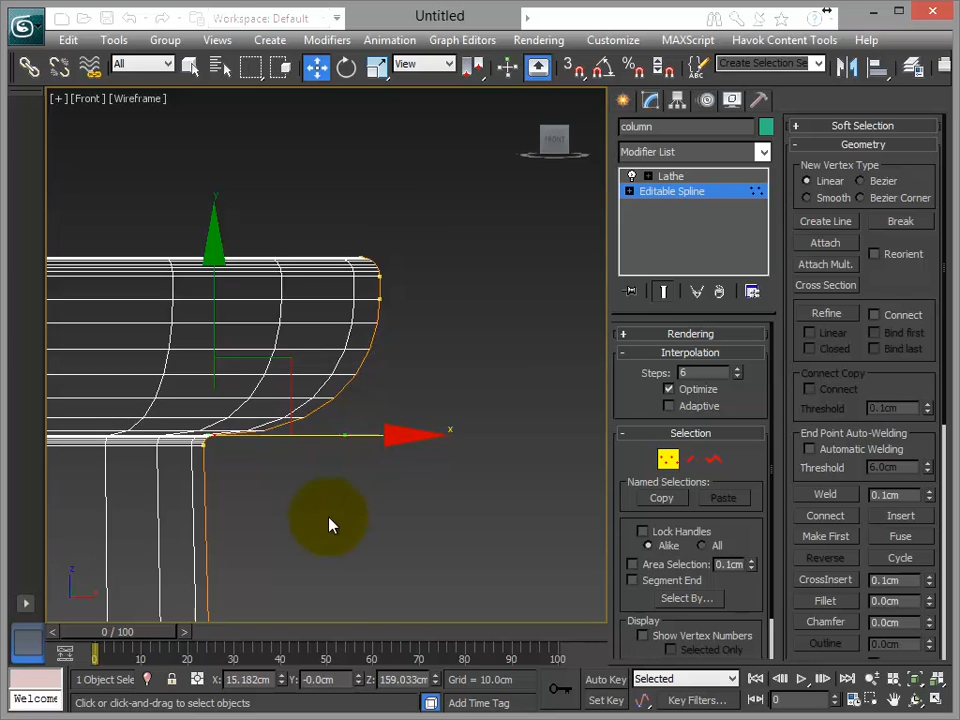 Workspace: Default
Untitled
Edit Tools Group Views Create Modifiers Animation Graph Editors Rendering Customize MAXScript Havok Content Tools Help
All
View
Create Selection Se
[+] [Front] [Wireframe]
FRONT
y
x
z
x
column
Modifier List
Lathe
Editable Spline
Rendering
Interpolation
Steps: 6
Optimize
Adaptive
Selection
Named Selections:
Copy Paste
Lock Handles
Alike All
Area Selection: 0.1cm
Segment End
Select By...
Display
Show Vertex Numbers
Selected Only
Soft Selection
Geometry
New Vertex Type
Linear Bezier
Smooth Bezier Corner
Create Line Break
Attach
Reorient
Attach Mult.
Cross Section
Refine Connect
Linear Bind first
Closed Bind last
Connect Copy
Connect
Threshold 0.1cm
End Point Auto-Welding
Automatic Welding
Threshold 6.0cm
Weld 0.1cm
Connect Insert
Make First Fuse
Reverse Cycle
CrossInsert 0.1cm
Fillet 0.0cm
Chamfer 0.0cm
Outline 0.0cm
0 / 100
0 10 20 30 40 50 60 70 80 90 100
Welcome
1 Object Sele X: 15.182cm Y: -0.0cm Z: 159.033cm Grid = 10.0cm
Click or click-and-drag to select objects
Add Time Tag
Auto Key Selected
Set Key Key Filters...
0